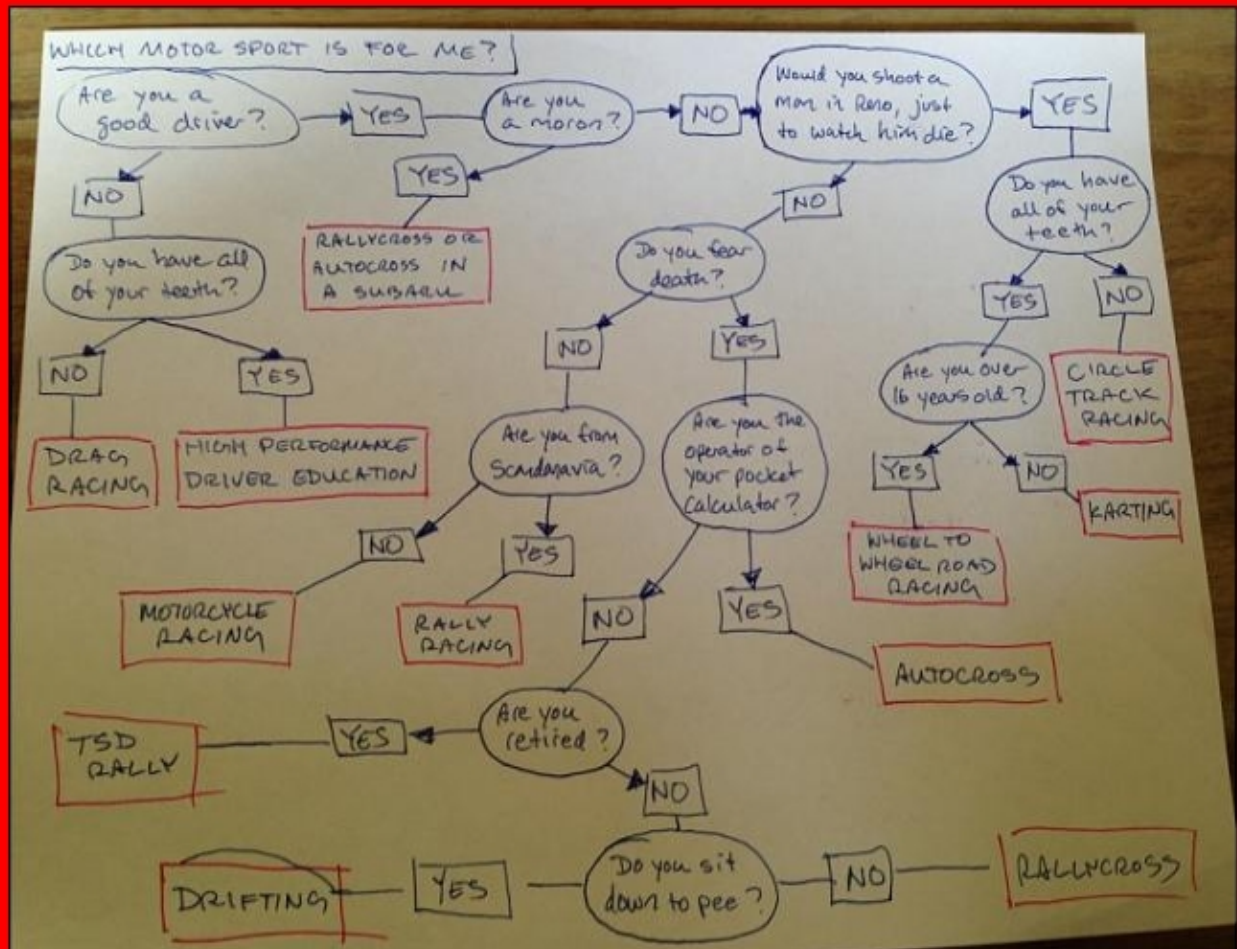 WHICH MOTOR SPORT IS FOR ME?
Are you a
good driver?
YES
Are you
a moron?
NO
Would you shoot a
man in Reno, just
to watch him die?
YES
NO
Do you have all
of your teeth?
NO
DRAG
RACING
YES
HIGH PERFORMANCE
DRIVER EDUCATION
YES
RALLYCROSS OR
AUTOCROSS IN
A SUBARU
NO
Do you fear
death?
NO
Are you from
Scandanavia?
NO
MOTORCYCLE
RACING
YES
RALLY
RACING
YES
Are you the
operator of
your pocket
calculator?
NO
YES
AUTOCROSS
Are you
retired?
YES
TSD
RALLY
NO
Do you sit
down to pee?
YES
DRIFTING
NO
RALLYCROSS
Do you have
all of your
teeth?
YES
NO
CIRCLE
TRACK
RACING
Are you over
16 years old?
YES
WHEEL TO
WHEEL ROAD
RACING
NO
KARTING